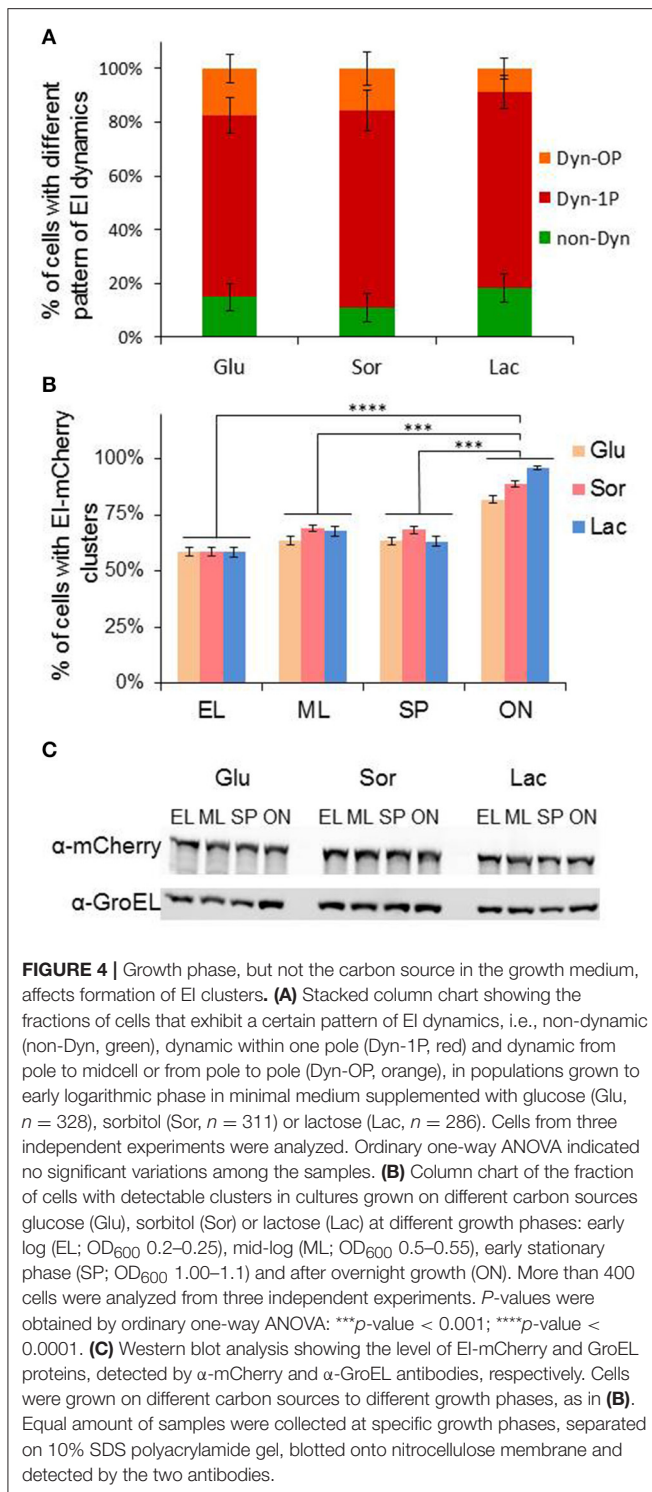 A
% of cells with different
pattern of EI dynamics
100%
80%
60%
40%
20%
0%
Dyn-OP
Dyn-1P
non-Dyn
Glu Sor Lac
B
% of cells with EI-mCherry
clusters
100%
75%
50%
25%
0%
****
***
***
Glu
Sor
Lac
EL ML SP ON
C
Glu Sor Lac
EL ML SP ON EL ML SP ON EL ML SP ON
α-mCherry
α-GroEL
FIGURE 4 | Growth phase, but not the carbon source in the growth medium,
affects formation of EI clusters. (A) Stacked column chart showing the
fractions of cells that exhibit a certain pattern of EI dynamics, i.e., non-dynamic
(non-Dyn, green), dynamic within one pole (Dyn-1P, red) and dynamic from
pole to midcell or from pole to pole (Dyn-OP, orange), in populations grown to
early logarithmic phase in minimal medium supplemented with glucose (Glu,
n = 328), sorbitol (Sor, n = 311) or lactose (Lac, n = 286). Cells from three
independent experiments were analyzed. Ordinary one-way ANOVA indicated
no significant variations among the samples. (B) Column chart of the fraction
of cells with detectable clusters in cultures grown on different carbon sources
glucose (Glu), sorbitol (Sor) or lactose (Lac) at different growth phases: early
log (EL; OD600 0.2–0.25), mid-log (ML; OD600 0.5–0.55), early stationary
phase (SP; OD600 1.00–1.1) and after overnight growth (ON). More than 400
cells were analyzed from three independent experiments. P-values were
obtained by ordinary one-way ANOVA: ***p-value < 0.001; ****p-value <
0.0001. (C) Western blot analysis showing the level of EI-mCherry and GroEL
proteins, detected by α-mCherry and α-GroEL antibodies, respectively. Cells
were grown on different carbon sources to different growth phases, as in (B).
Equal amount of samples were collected at specific growth phases, separated
on 10% SDS polyacrylamide gel, blotted onto nitrocellulose membrane and
detected by the two antibodies.